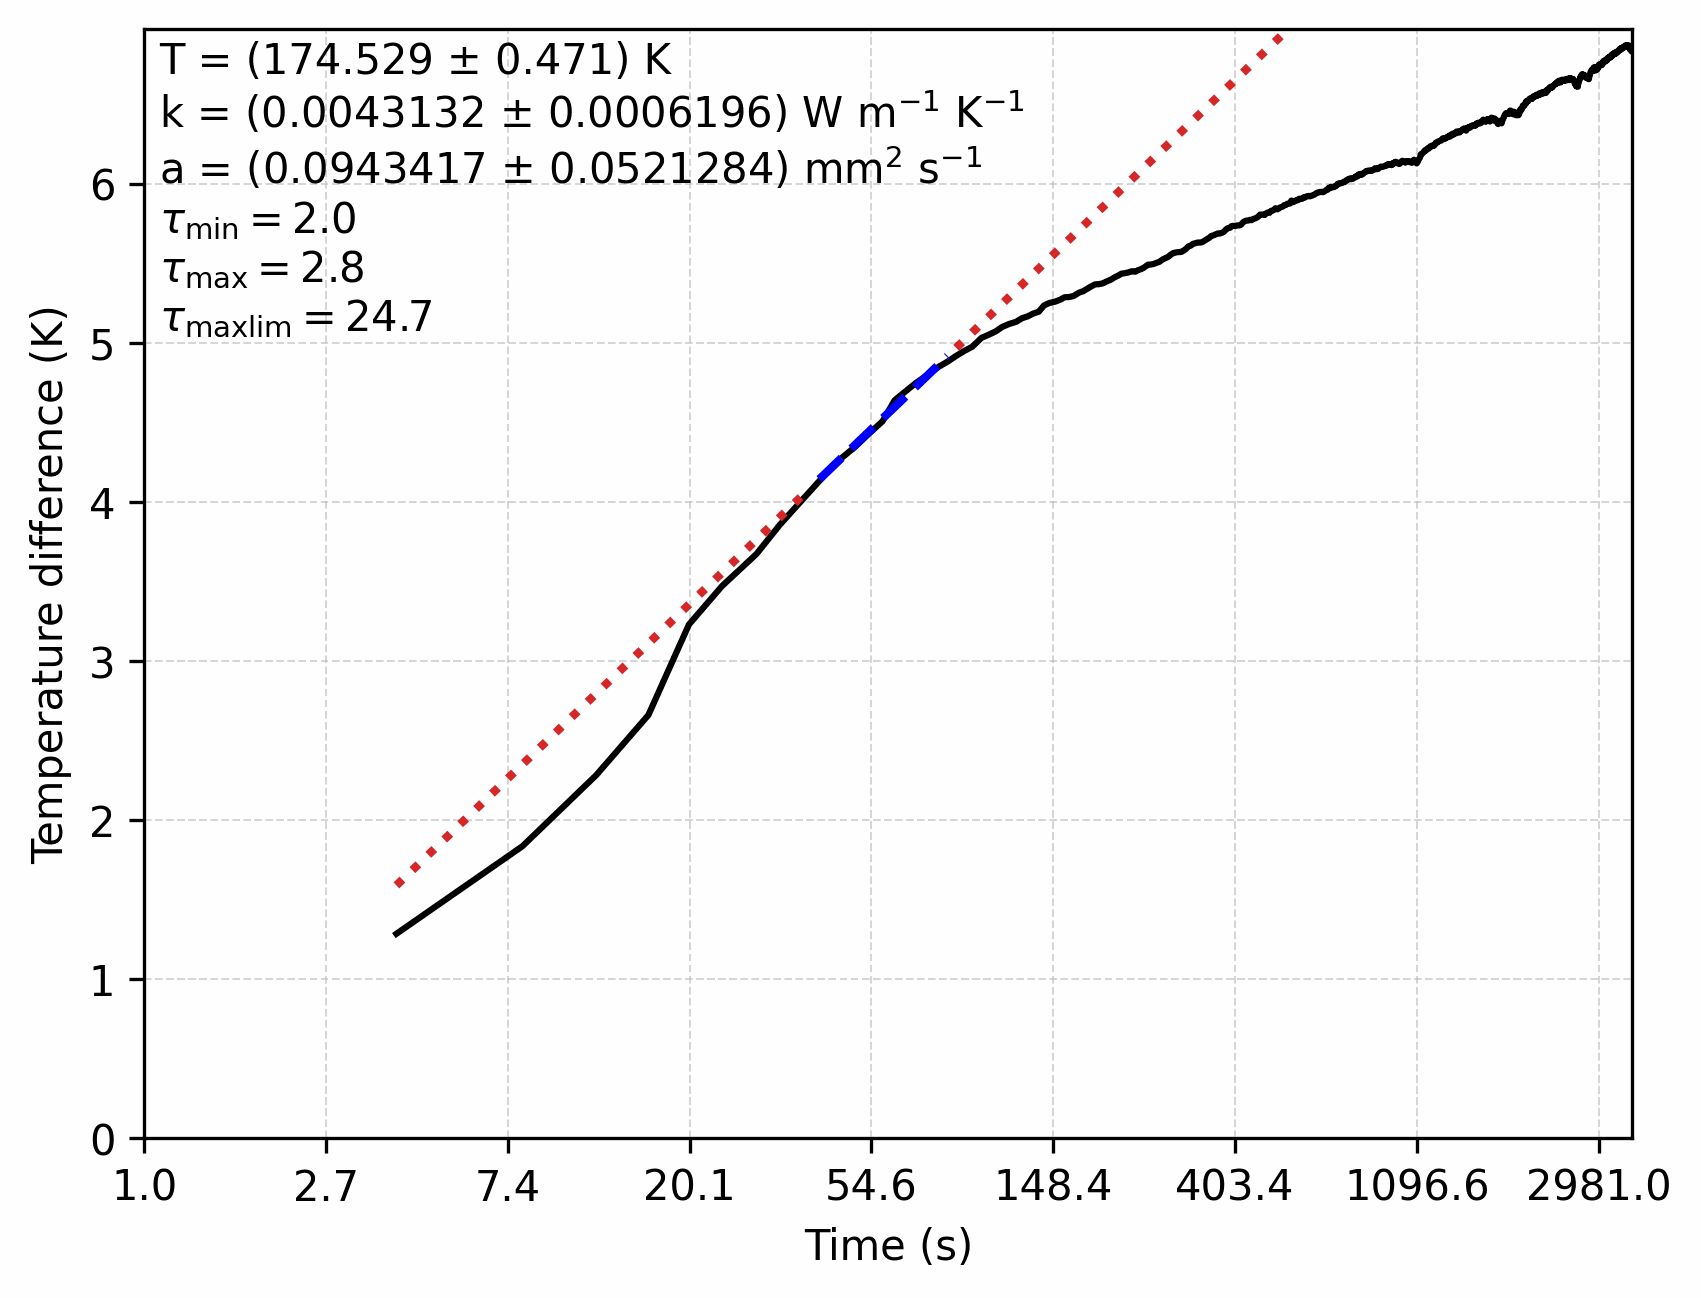 T = (174.529 ± 0.471) K
k = (0.0043132 ± 0.0006196) W m⁻¹ K⁻¹
a = (0.0943417 ± 0.0521284) mm² s⁻¹
τmin = 2.0
τmax = 2.8
τmaxlim = 24.7
Temperature difference (K)
6
5
4
3
2
1
0
1.0 2.7 7.4 20.1 54.6 148.4 403.4 1096.6 2981.0
Time (s)